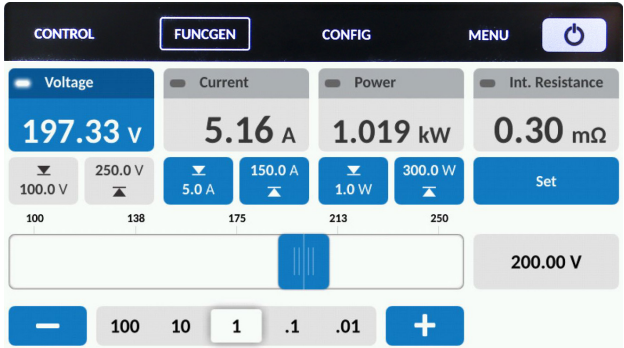 CONTROL FUNCGEN CONFIG MENU
Voltage Current Power Int. Resistance
197.33 V 5.16 A 1.019 kW 0.30 mΩ
100.0 V 250.0 V 5.0 A 150.0 A 1.0 W 300.0 W Set
100 138 175 213 250
200.00 V
− 100 10 1 .1 .01 +